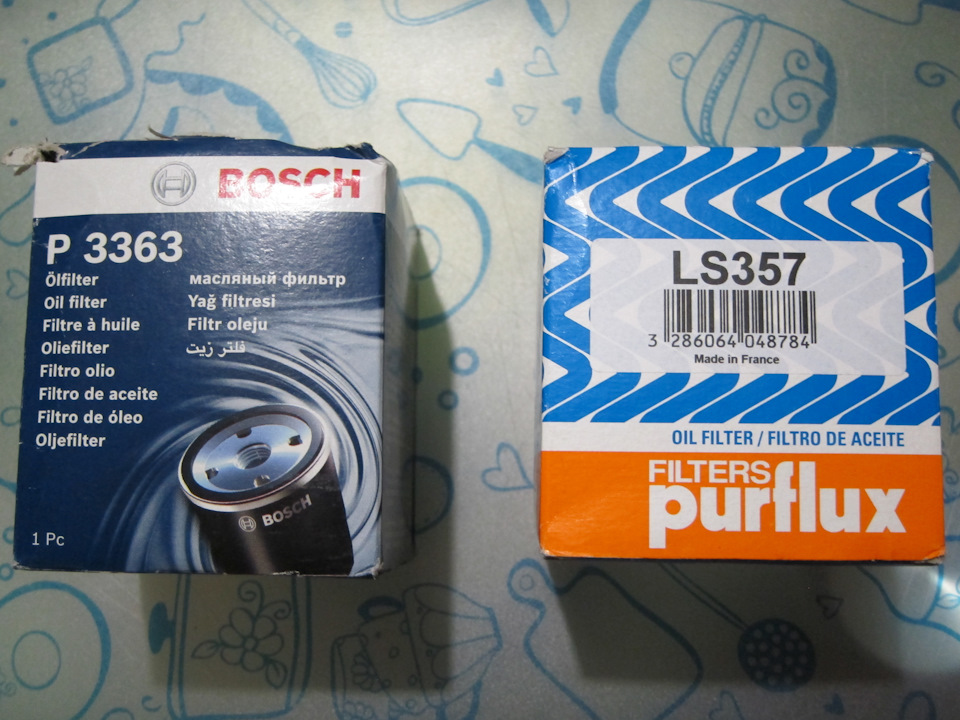 BOSCH
P 3363
Ölfilter
Oil filter
Filtre à huile
Oliefilter
Filtro olio
Filtro de aceite
Filtro de óleo
Oljefilter
масляный фильтр
Yağ filtresi
Filtr oleju
فلتر زيت
BOSCH
1 Pc
LS357
3 286064 048784
Made in France
OIL FILTER / FILTRO DE ACEITE
FILTERS
purflux